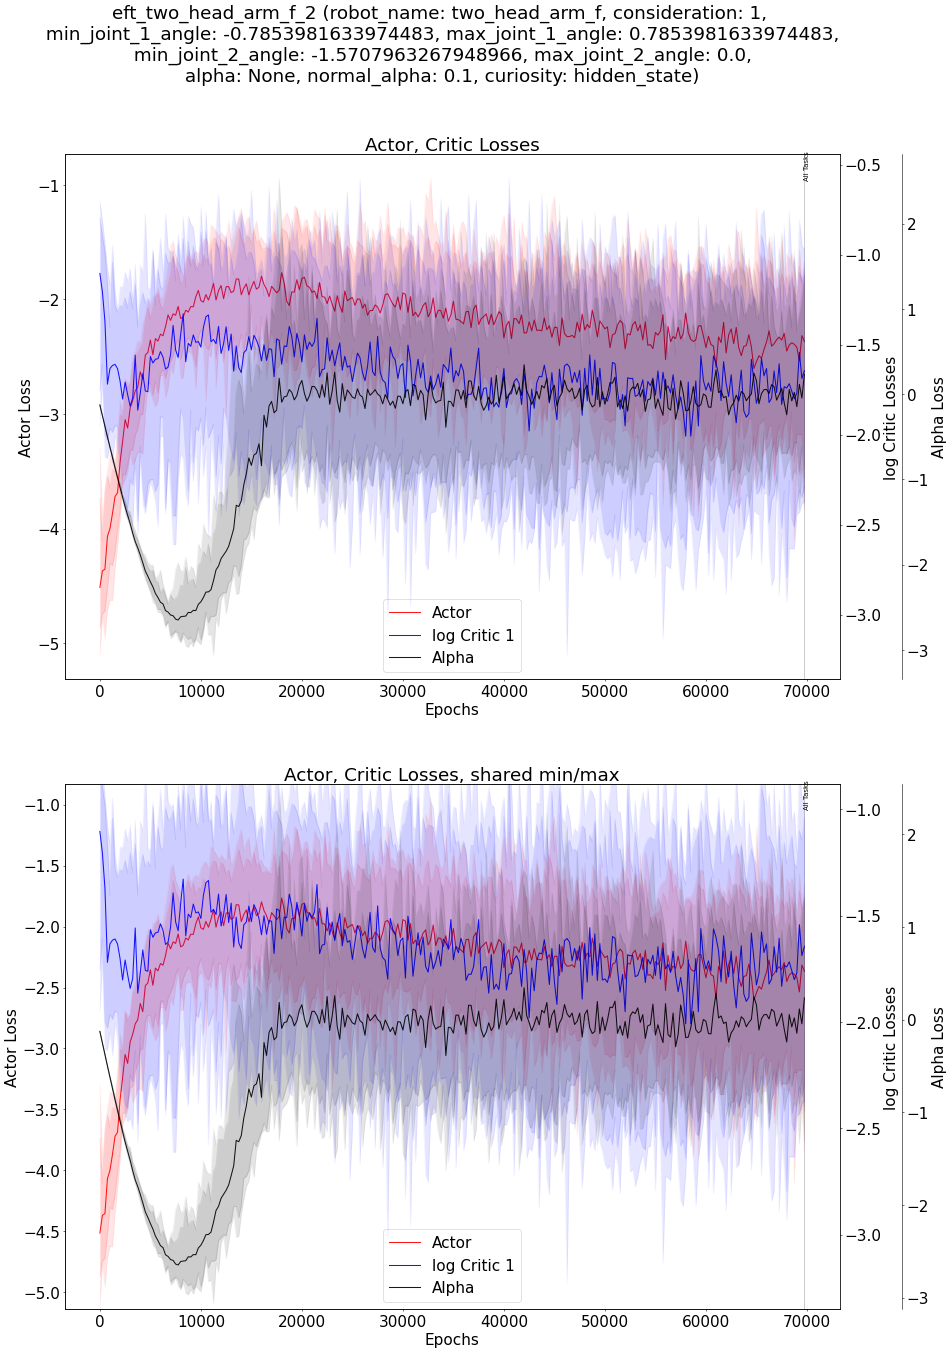 eft_two_head_arm_f_2 (robot_name: two_head_arm_f, consideration: 1,
min_joint_1_angle: -0.7853981633974483, max_joint_1_angle: 0.7853981633974483,
min_joint_2_angle: -1.5707963267948966, max_joint_2_angle: 0.0,
alpha: None, normal_alpha: 0.1, curiosity: hidden_state)
Actor, Critic Losses
All Tasks
−1
−2
−3
−4
−5
Actor Loss
−0.5
−1.0
−1.5
−2.0
−2.5
−3.0
log Critic Losses
2
1
0
−1
−2
−3
Alpha Loss
Actor
log Critic 1
Alpha
0
10000
20000
30000
40000
50000
60000
70000
Epochs
Actor, Critic Losses, shared min/max
All Tasks
−1.0
−1.5
−2.0
−2.5
−3.0
−3.5
−4.0
−4.5
−5.0
Actor Loss
−1.0
−1.5
−2.0
−2.5
−3.0
log Critic Losses
2
1
0
−1
−2
−3
Alpha Loss
Actor
log Critic 1
Alpha
0
10000
20000
30000
40000
50000
60000
70000
Epochs